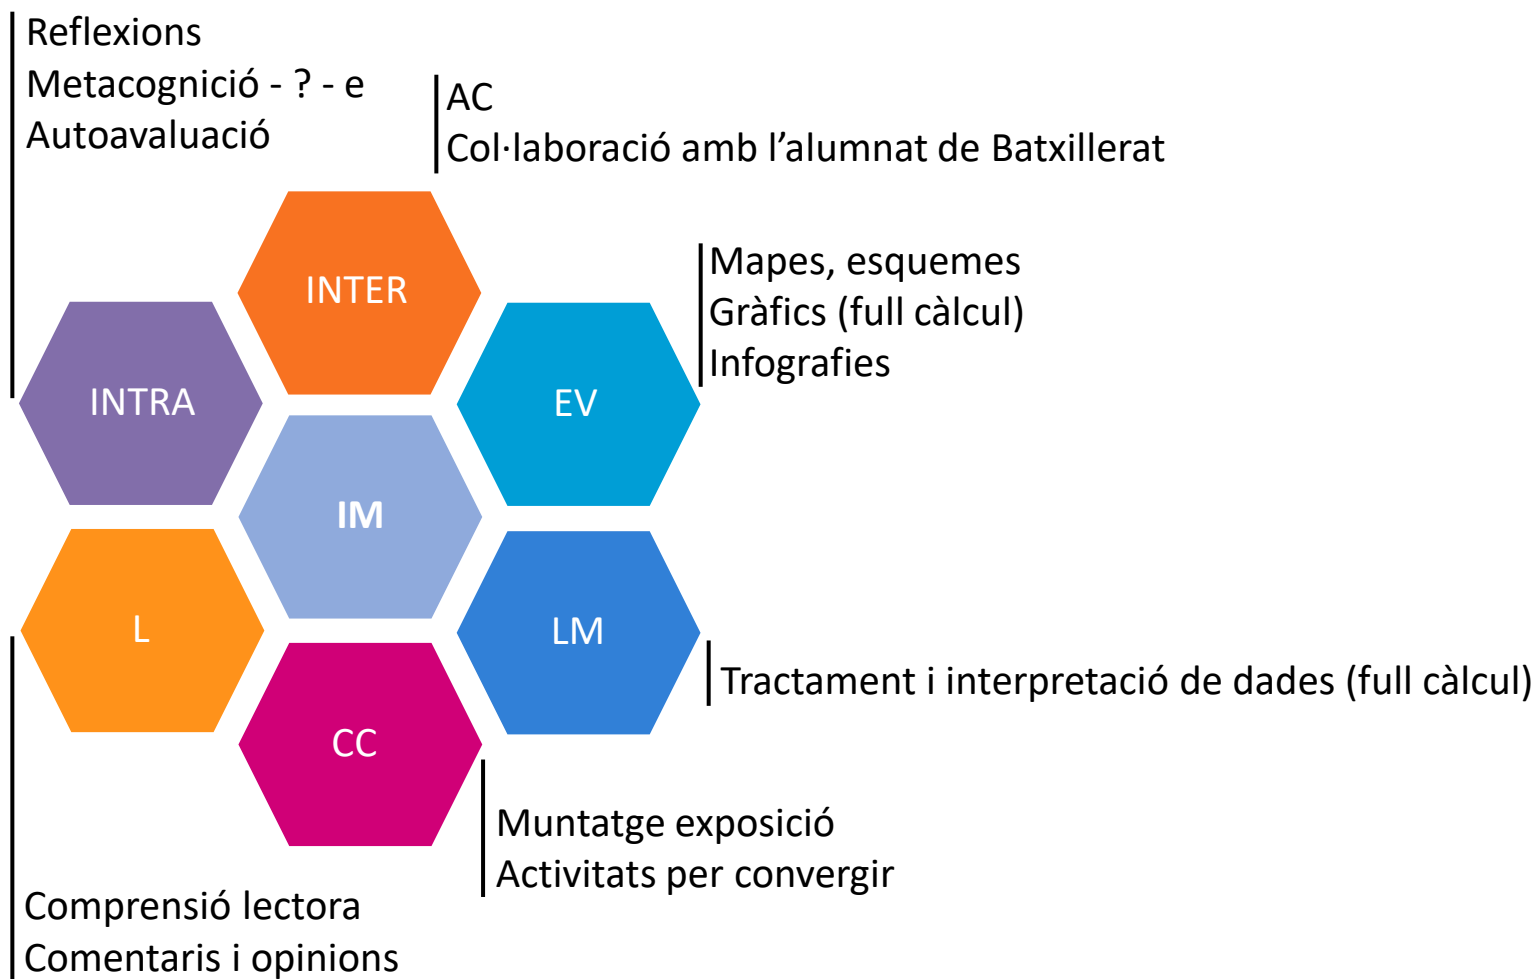 Reflexions
Metacognició - ? - e
Autoavaluació
AC
Col·laboració amb l’alumnat de Batxillerat
INTER
Mapes, esquemes
Gràfics (full càlcul)
Infografies
INTRA
EV
IM
L
LM
Tractament i interpretació de dades (full càlcul)
CC
Muntatge exposició
Activitats per convergir
Comprensió lectora
Comentaris i opinions